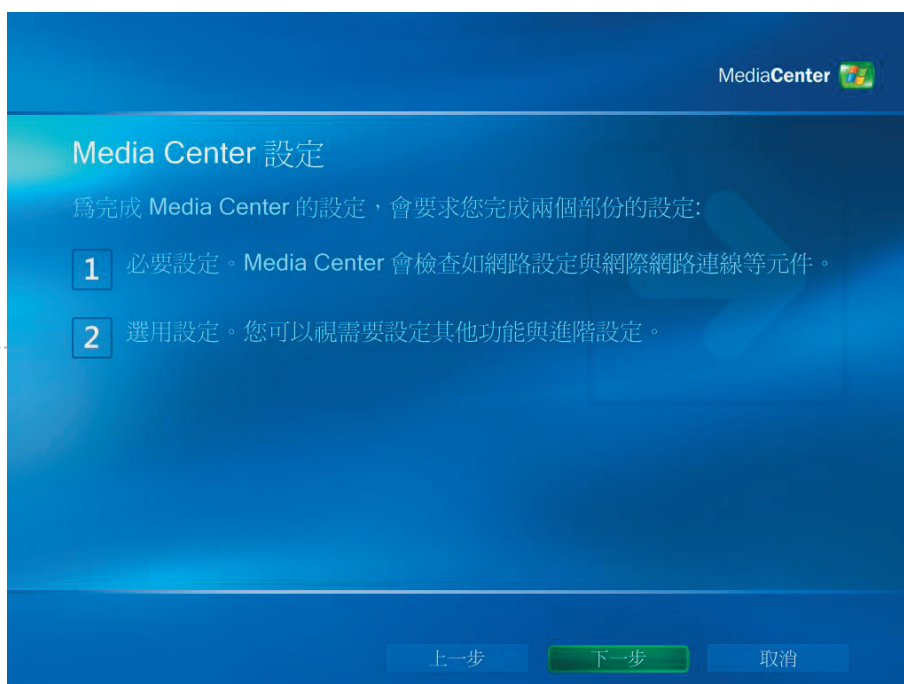 MediaCenter
Media Center 設定
為完成 Media Center 的設定，會要求您完成兩個部份的設定:
1 必要設定。Media Center 會檢查如網路設定與網際網路連線等元件。
2 選用設定。您可以視需要設定其他功能與進階設定。
上一步 下一步 取消